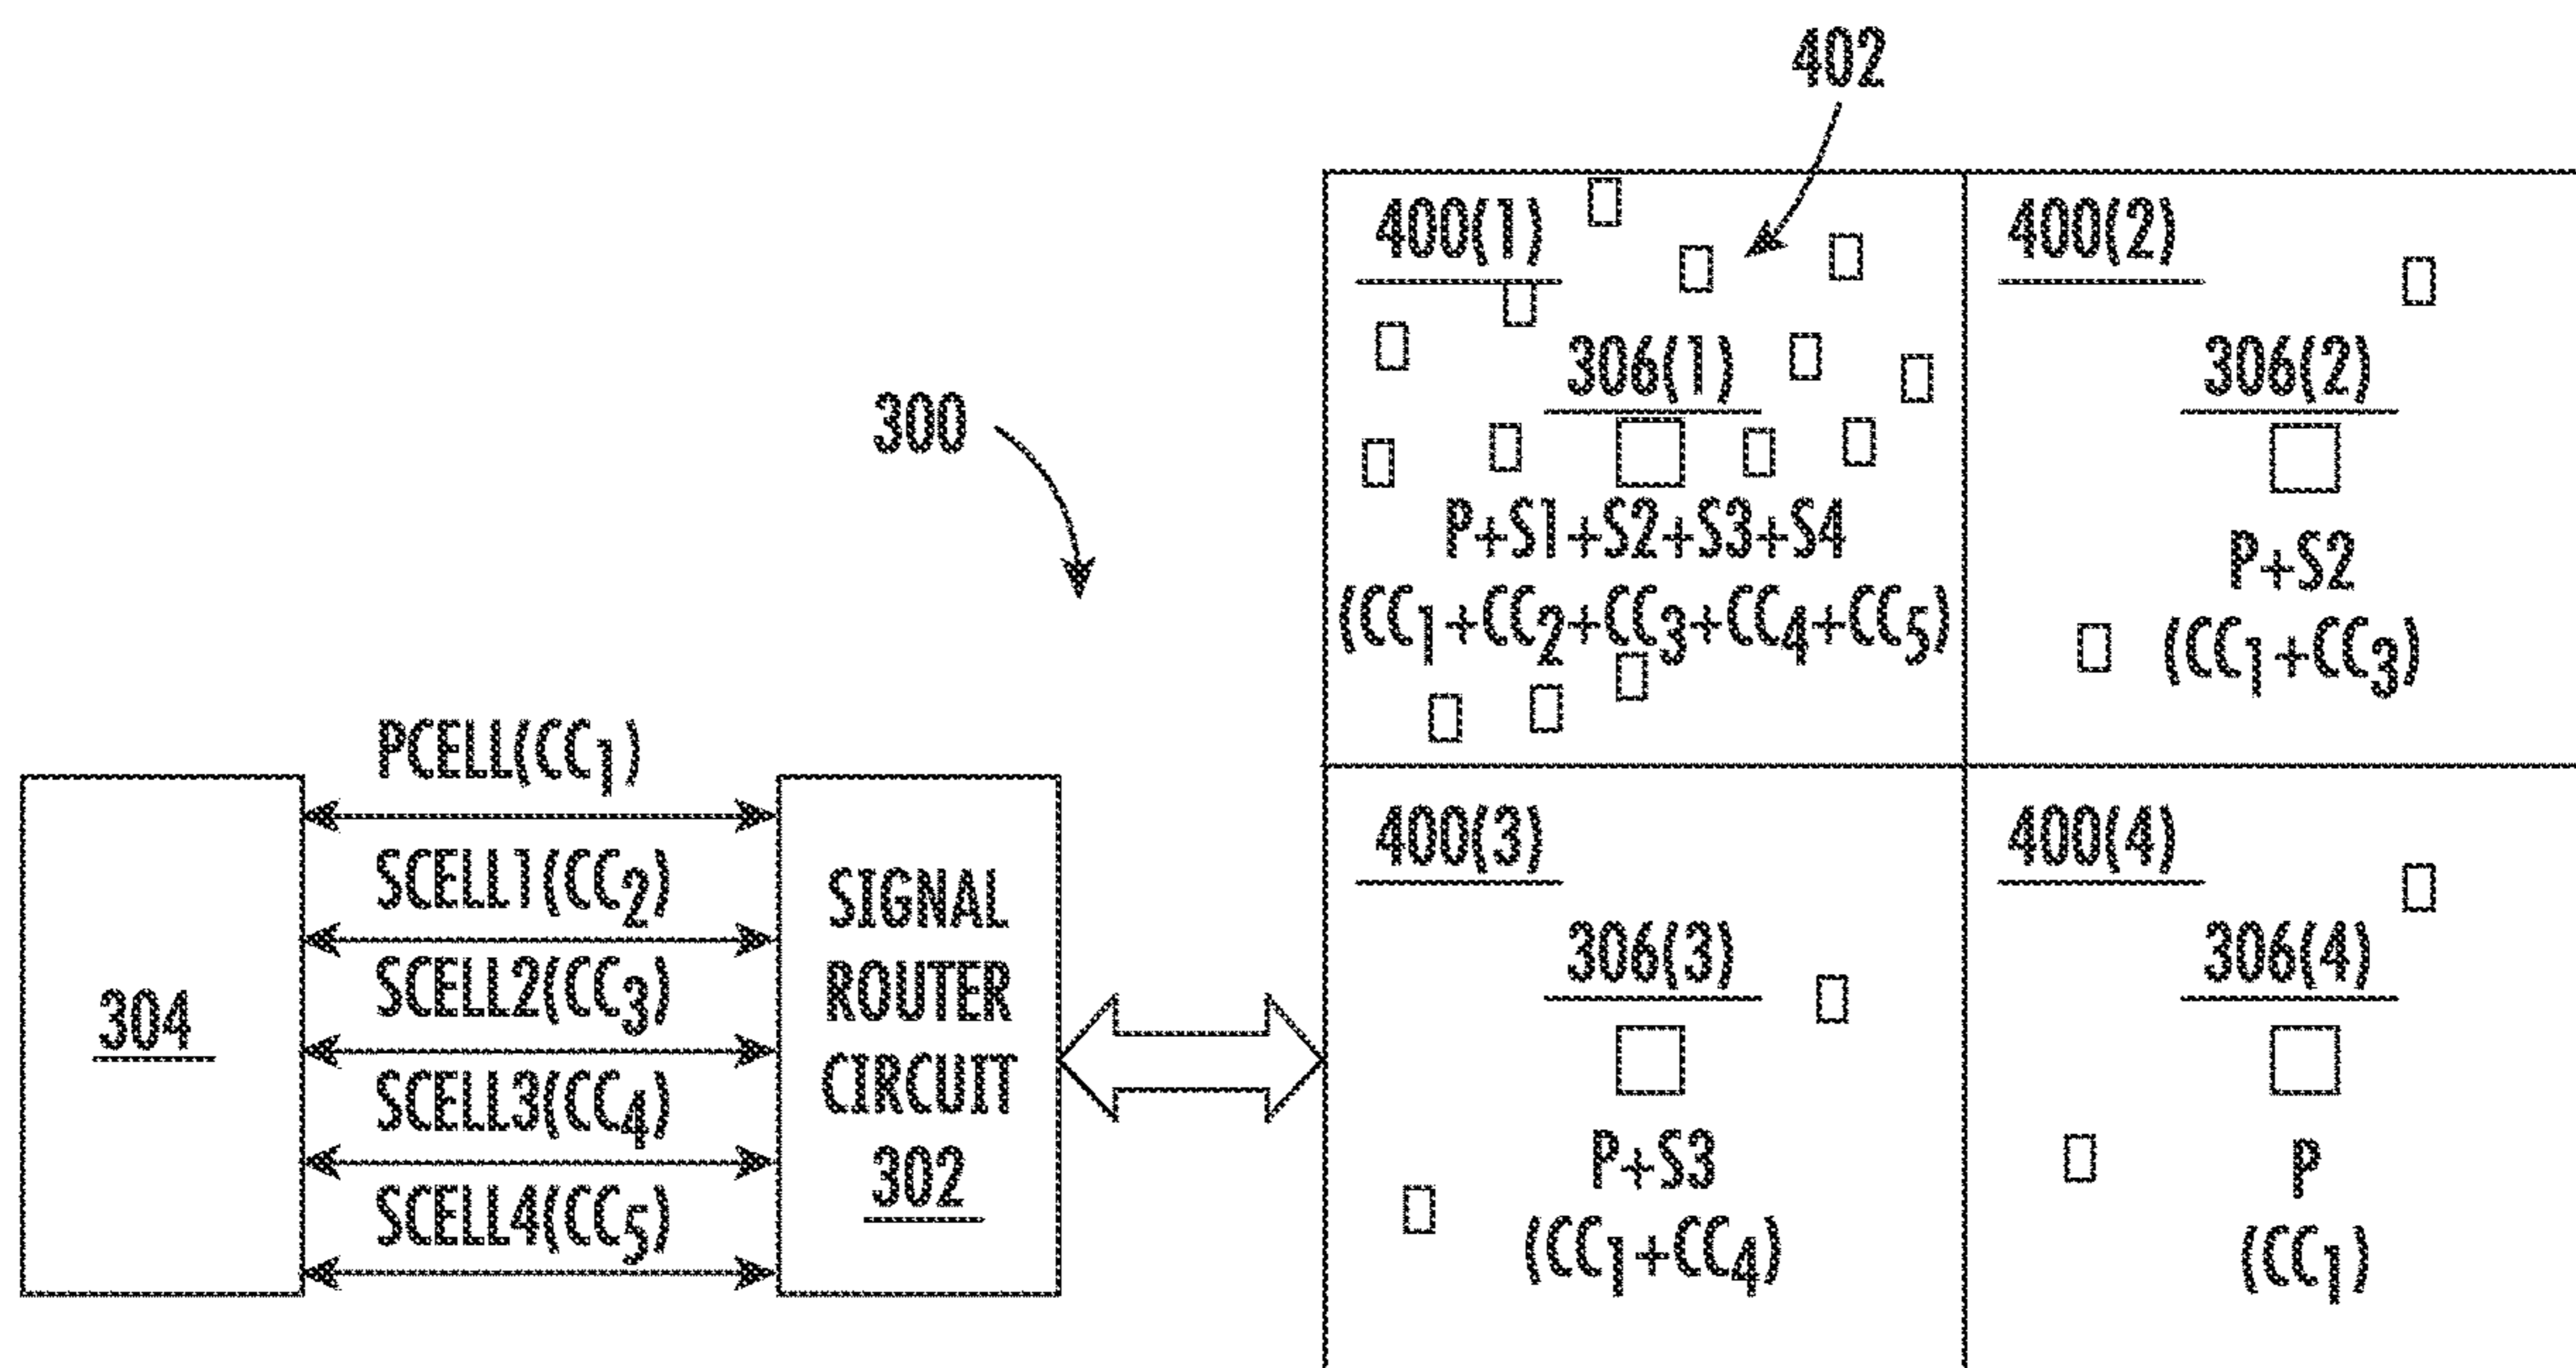 402
400(1)
306(1)
P+S1+S2+S3+S4
(CC1+CC2+CC3+CC4+CC5)
400(2)
306(2)
P+S2
(CC1+CC3)
300
PCELL(CC1)
SCELL1(CC2)
SCELL2(CC3)
SCELL3(CC4)
SCELL4(CC5)
304
SIGNAL
ROUTER
CIRCUIT
302
400(3)
306(3)
P+S3
(CC1+CC4)
400(4)
306(4)
P
(CC1)